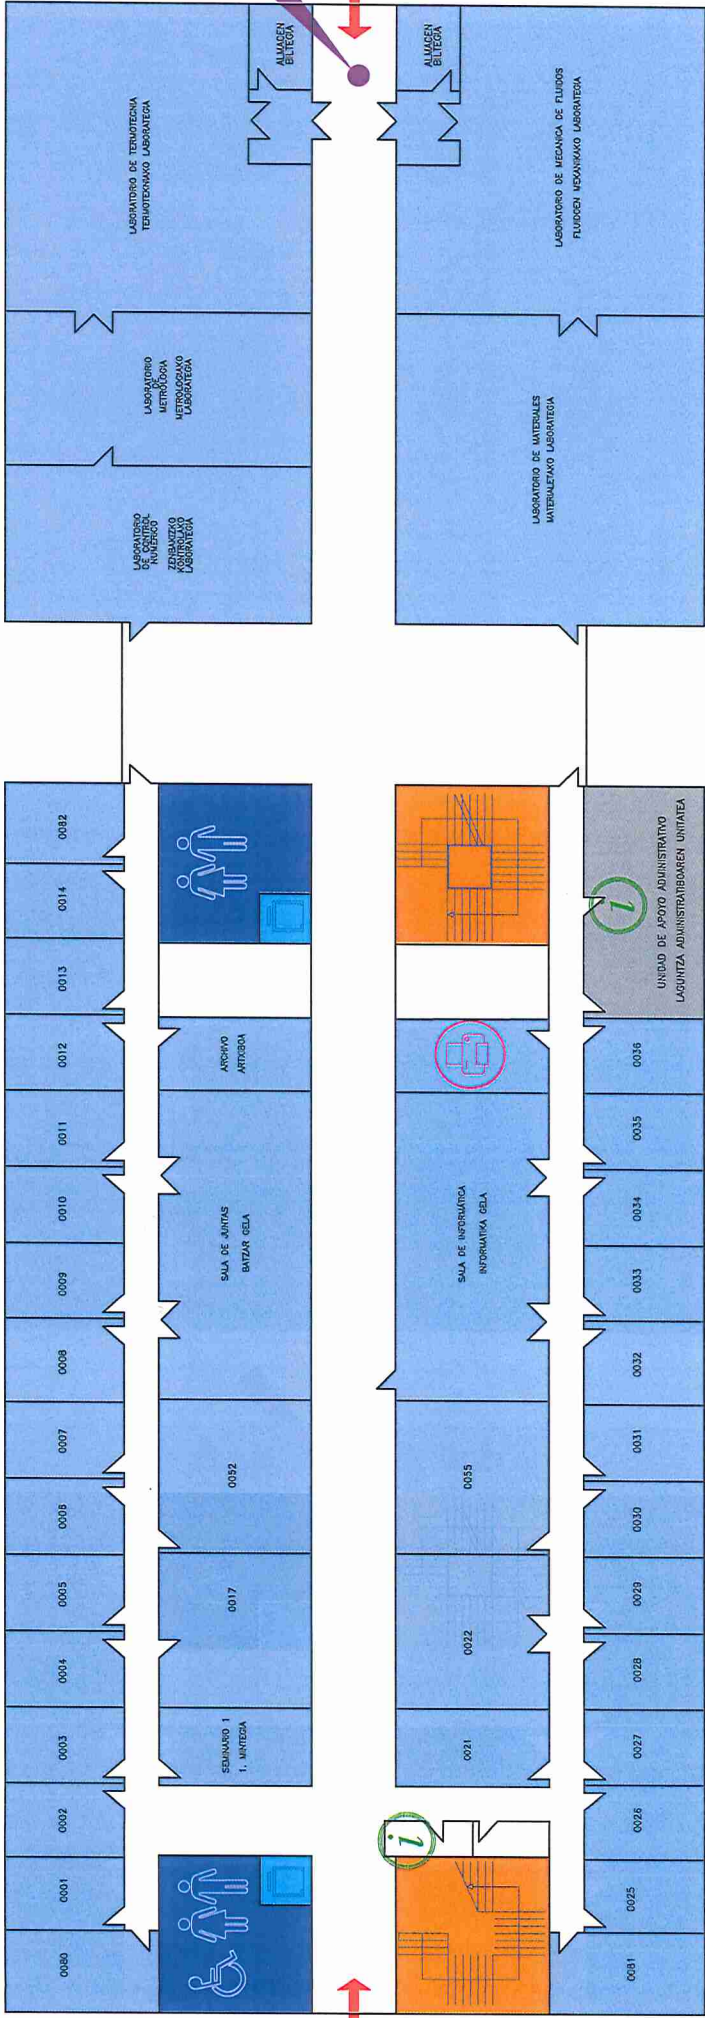 ALMACEN
BILTEGIA
ALMACEN
BILTEGIA
LABORATORIO DE TERMOTECNIA
TERMOTEKNIAKO LABORATEGIA
LABORATORIO DE MECANICA DE FLUIDOS
FLUIDOEN MEKANIKAKO LABORATEGIA
LABORATORIO
DE
METROLOGIA
METROLOGIAKO
LABORATEGIA
LABORATORIO DE MATERIALES
MATERIALETAKO LABORATEGIA
LABORATORIO
DE CONTROL
NUMÉRICO
ZENBAKIZKO
KONTROLAKO
LABORATEGIA
0082
0014
0013
0012
0011
0010
0009
0008
0007
0006
0005
0004
0003
0002
0001
0080
ARCHIVO
ARTXIBOA
SALA DE JUNTAS
BATZAR GELA
0052
0017
SEMINARIO 1
1. MINTEGIA
SALA DE INFORMÁTICA
INFORMATIKA GELA
0055
0022
0021
i
UNIDAD DE APOYO ADMINISTRATIVO
LAGUNTZA ADMINISTRATIBOAREN UNITATEA
i
0036
0035
0034
0033
0032
0031
0030
0029
0028
0027
0026
0025
0081